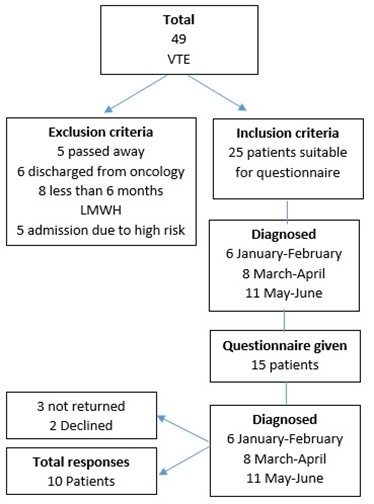 Total
49
VTE
Exclusion criteria
5 passed away
6 discharged from oncology
8 less than 6 months
LMWH
5 admission due to high risk
Inclusion criteria
25 patients suitable
for questionnaire
Diagnosed
6 January-February
8 March-April
11 May-June
Questionnaire given
15 patients
3 not returned
2 Declined
Total responses
10 Patients
Diagnosed
6 January-February
8 March-April
11 May-June